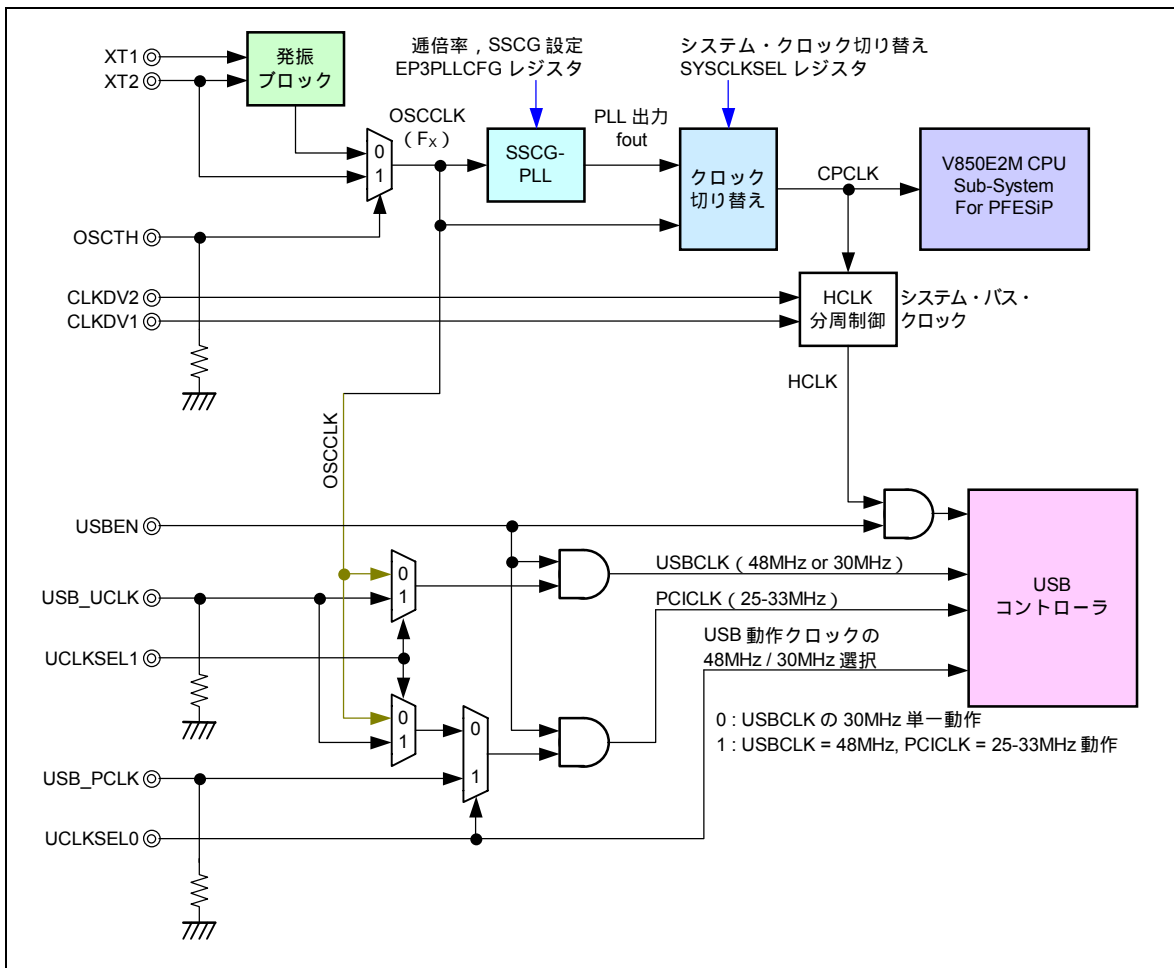 XT1
XT2
発振
ブロック
逓倍率 , SSCG 設定
EP3PLLCFG レジスタ
システム・クロック切り替え
SYSCLKSEL レジスタ
OSCCLK
( FX )
0
1
SSCG-
PLL
PLL 出力
fout
クロック
切り替え
CPCLK
V850E2M CPU
Sub-System
For PFESiP
OSCTH
CLKDV2
CLKDV1
HCLK
分周制御
システム・バス・
クロック
HCLK
OSCCLK
USBEN
USB_UCLK
UCLKSEL1
0
1
USBCLK ( 48MHz or 30MHz )
PCICLK ( 25-33MHz )
USB 動作クロックの
48MHz / 30MHz 選択
USB
コントローラ
0
1
0
1
0 : USBCLK の 30MHz 単一動作
1 : USBCLK = 48MHz, PCICLK = 25-33MHz 動作
USB_PCLK
UCLKSEL0